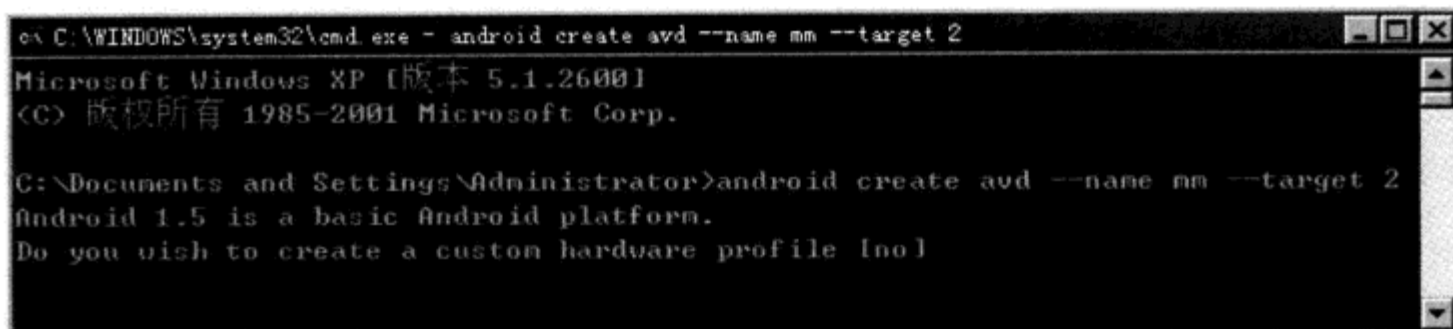 C:\WINDOWS\system32\cmd.exe - android create avd --name mm --target 2
Microsoft Windows XP [版本 5.1.2600]
(C) 版权所有 1985-2001 Microsoft Corp.
C:\Documents and Settings\Administrator>android create avd --name mm --target 2
Android 1.5 is a basic Android platform.
Do you wish to create a custom hardware profile [no]